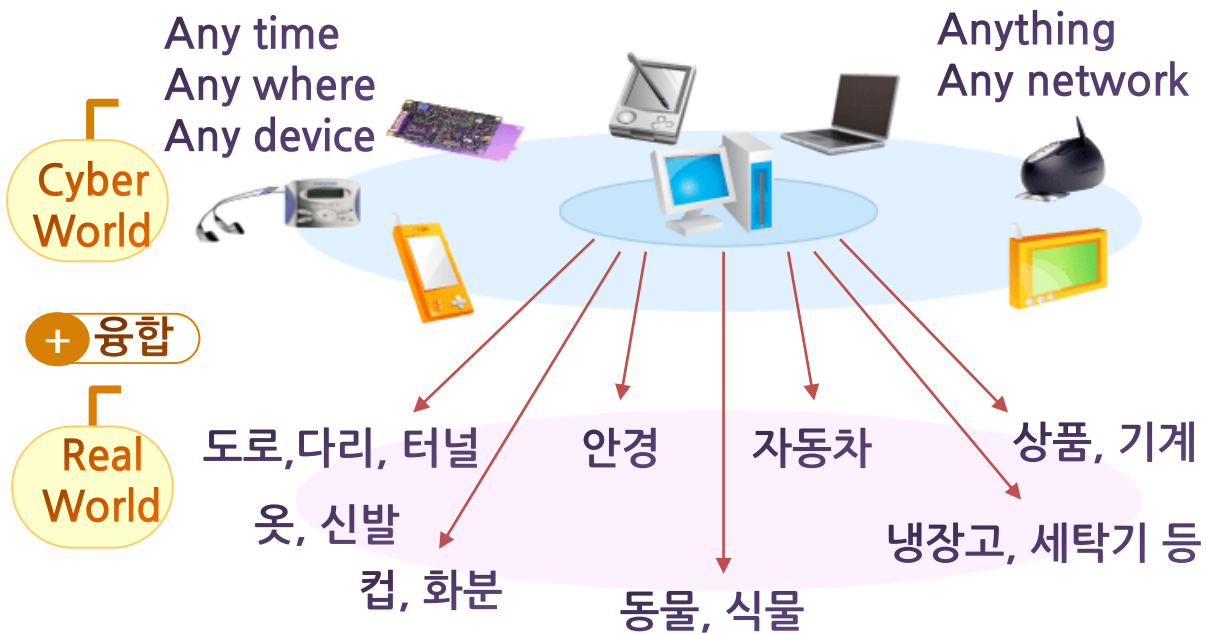 Any time
Any where
Any device
Anything
Any network
Cyber
World
+ 융합
Real
World
도로,다리, 터널
안경
자동차
상품, 기계
옷, 신발
냉장고, 세탁기 등
컵, 화분
동물, 식물